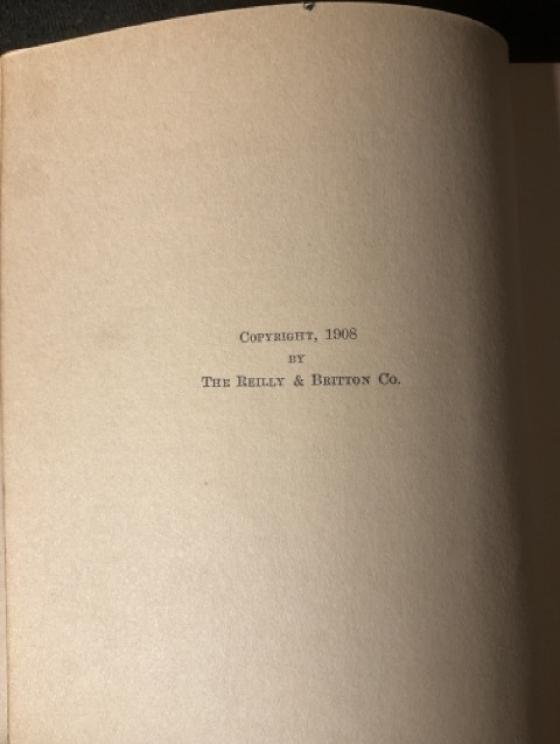 Copyright, 1908
by
The Reilly & Britton Co.